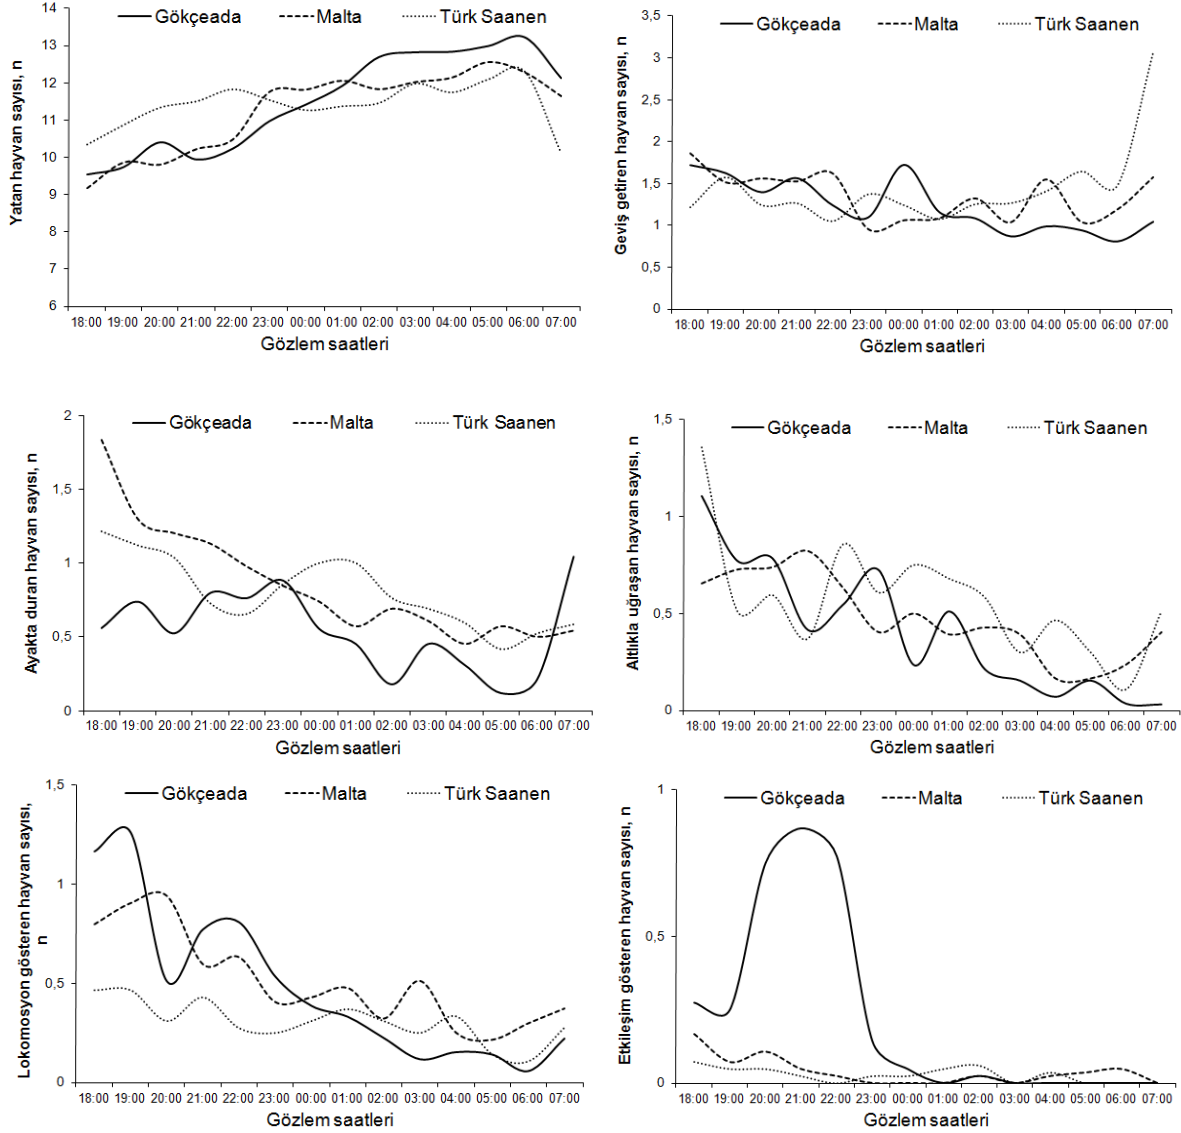 Gökçeada Malta Türk Saanen
Yatan hayvan sayısı, n
14
13
12
11
10
9
8
7
6
18:00 19:00 20:00 21:00 22:00 23:00 00:00 01:00 02:00 03:00 04:00 05:00 06:00 07:00
Gözlem saatleri
Gökçeada Malta Türk Saanen
Geviş getiren hayvan sayısı, n
3,5
3
2,5
2
1,5
1
0,5
0
18:00 19:00 20:00 21:00 22:00 23:00 00:00 01:00 02:00 03:00 04:00 05:00 06:00 07:00
Gözlem saatleri
Gökçeada Malta Türk Saanen
Ayakta duran hayvan sayısı, n
2
1,5
1
0,5
0
18:00 19:00 20:00 21:00 22:00 23:00 00:00 01:00 02:00 03:00 04:00 05:00 06:00 07:00
Gözlem saatleri
Gökçeada Malta Türk Saanen
Altlıkla uğraşan hayvan sayısı, n
1,5
1
0,5
0
18:00 19:00 20:00 21:00 22:00 23:00 00:00 01:00 02:00 03:00 04:00 05:00 06:00 07:00
Gözlem saatleri
Gökçeada Malta Türk Saanen
Lokomosyon gösteren hayvan sayısı,
n
1,5
1
0,5
0
18:00 19:00 20:00 21:00 22:00 23:00 00:00 01:00 02:00 03:00 04:00 05:00 06:00 07:00
Gözlem saatleri
Gökçeada Malta Türk Saanen
Etkileşim gösteren hayvan sayısı, n
1
0,5
0
18:00 19:00 20:00 21:00 22:00 23:00 00:00 01:00 02:00 03:00 04:00 05:00 06:00 07:00
Gözlem saatleri